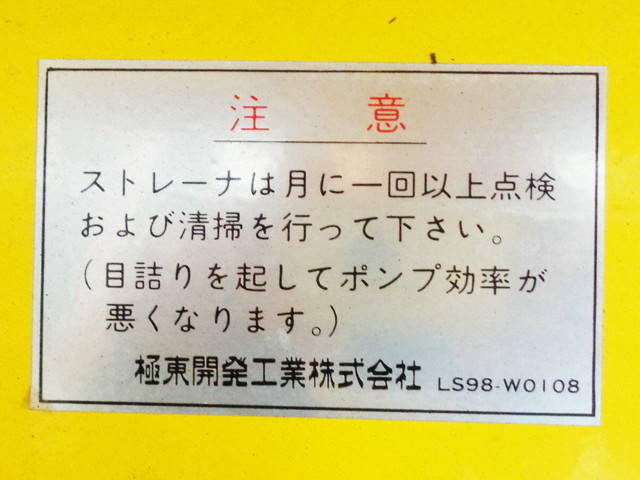 注 意
ストレーナは月に一回以上点検
および清掃を行って下さい。
(目詰りを起してポンプ効率が
悪くなります。)
極東開発工業株式会社 LS98-W0108